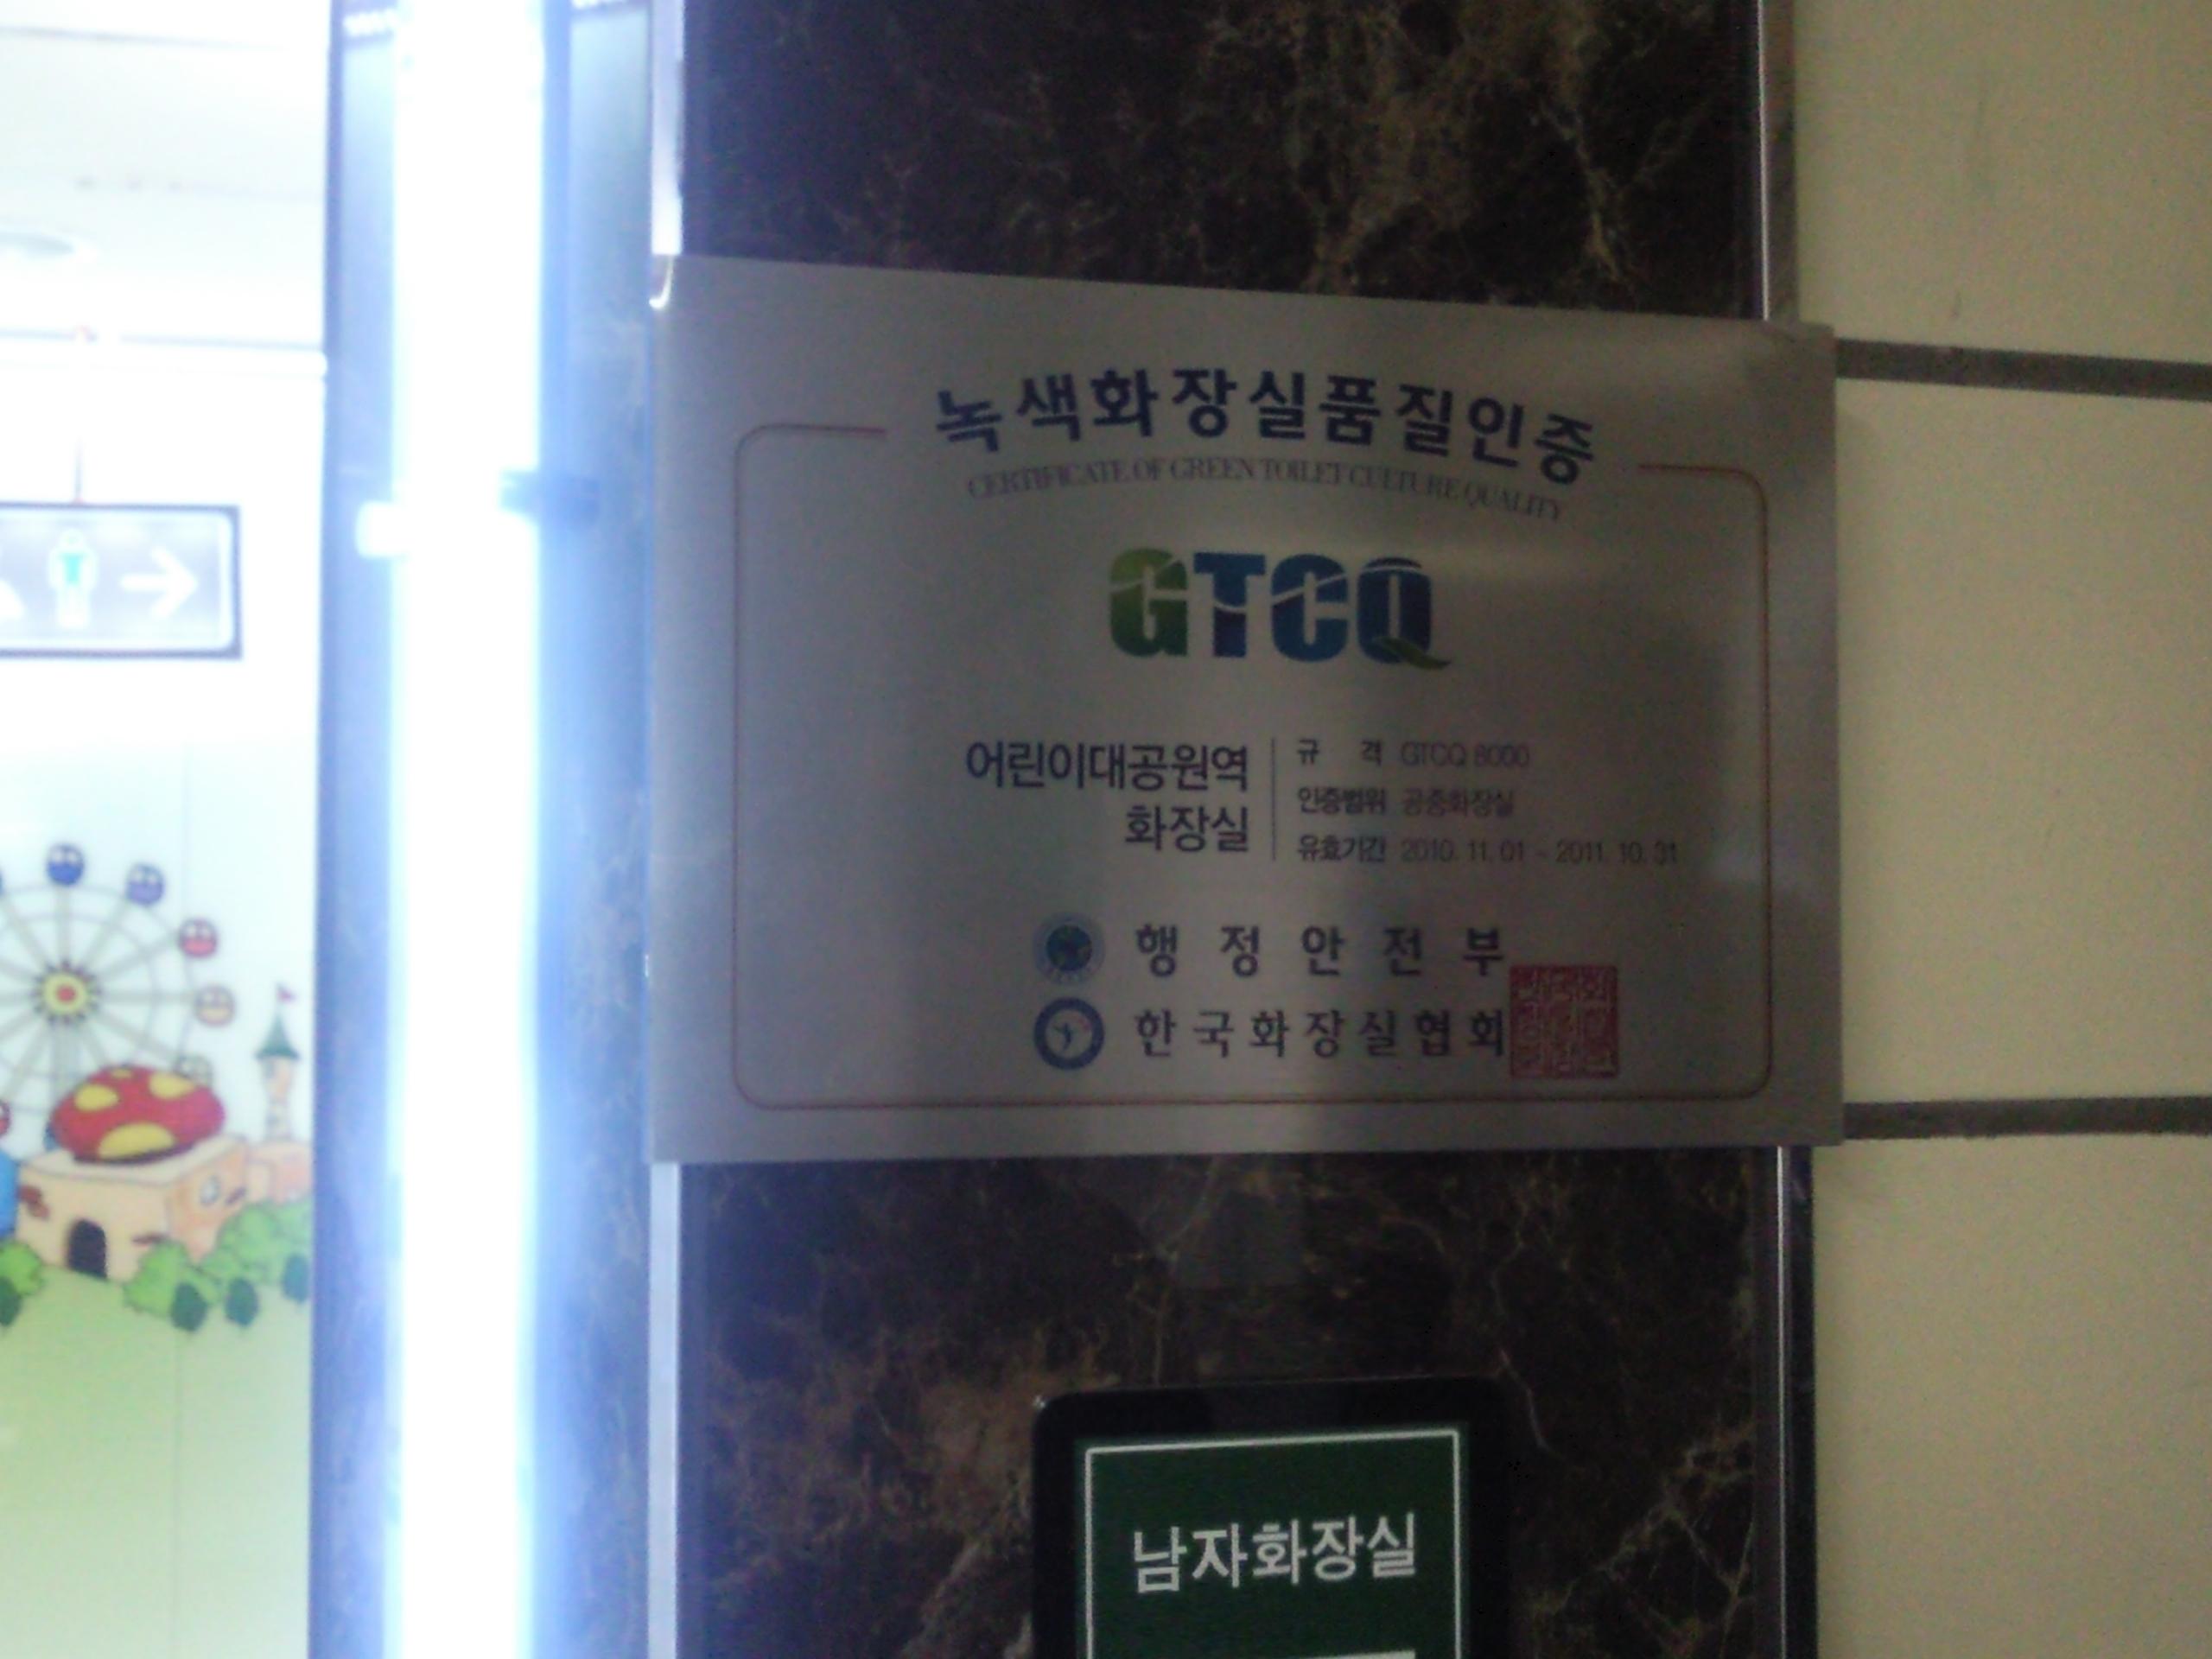 녹색화장실품질인증
CERTIFICATE OF GREEN TOILET CULTURE QUALITY
GTCQ
어린이대공원역
화장실
규 격 GTCQ 8000
인증범위 공중화장실
유효기간 2010. 11. 01 ~ 2011. 10. 31
행정안전부
한국화장실협회
남자화장실